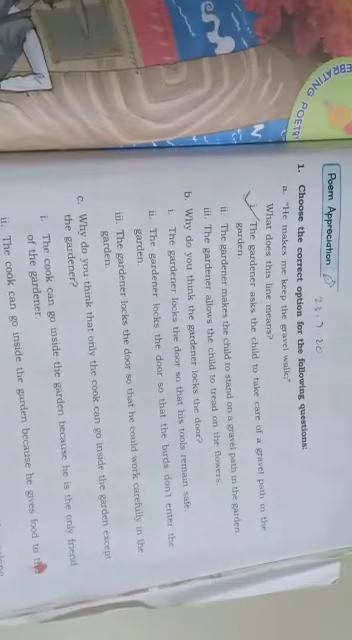 EBRATING POETRY
Poem Appreciation
23.9.20
1. Choose the correct option for the following questions:
a. "He makes me keep the gravel walk;"
What does this line means?
i. The gardener asks the child to take care of a gravel path in the
garden.
ii. The gardener makes the child to stand on a gravel path in the garden.
iii. The gardener allows the child to tread on the flowers.
b. Why do you think the gardener locks the door?
i. The gardener locks the door so that his tools remain safe.
ii. The gardener locks the door so that the birds don't enter the
garden.
iii. The gardener locks the door so that he could work carefully in the
garden.
c. Why do you think that only the cook can go inside the garden except
the gardener?
i. The cook can go inside the garden because he is the only friend
of the gardener.
ii. The cook can go inside the garden because he gives food to